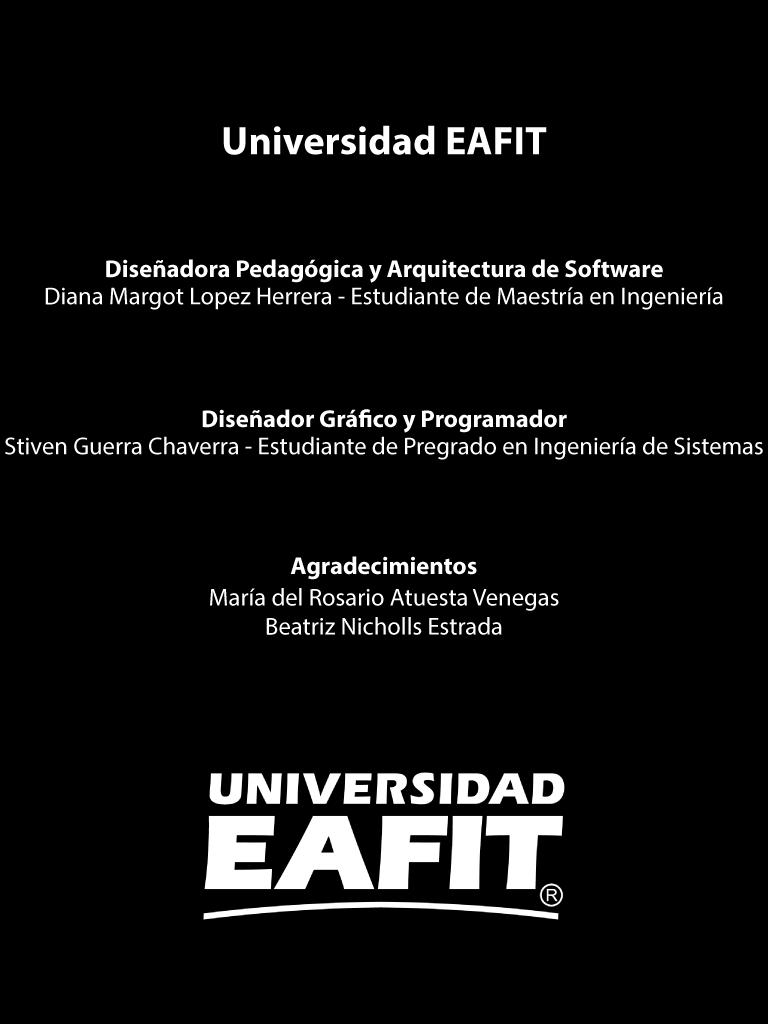 Universidad EAFIT
Diseñadora Pedagógica y Arquitectura de Software
Diana Margot Lopez Herrera - Estudiante de Maestría en Ingeniería
Diseñador Gráfico y Programador
Stiven Guerra Chaverra - Estudiante de Pregrado en Ingeniería de Sistemas
Agradecimientos
María del Rosario Atuesta Venegas
Beatriz Nicholls Estrada
UNIVERSIDAD
EAFIT®